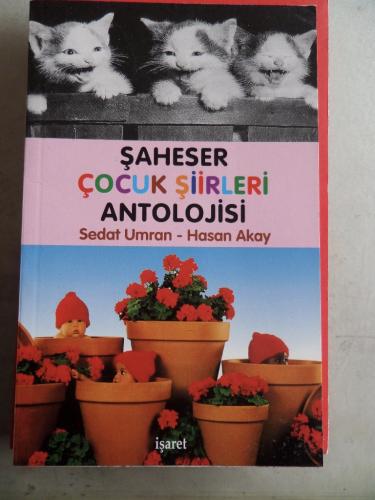 ŞAHESER
ÇOCUK ŞİİRLERİ
ANTOLOJİSİ
Sedat Umran - Hasan Akay
işaret